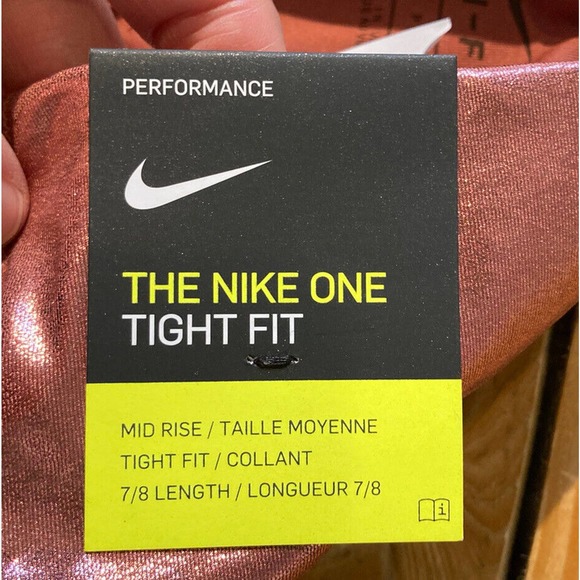 PERFORMANCE
THE NIKE ONE
TIGHT FIT
MID RISE / TAILLE MOYENNE
TIGHT FIT / COLLANT
7/8 LENGTH / LONGUEUR 7/8
i